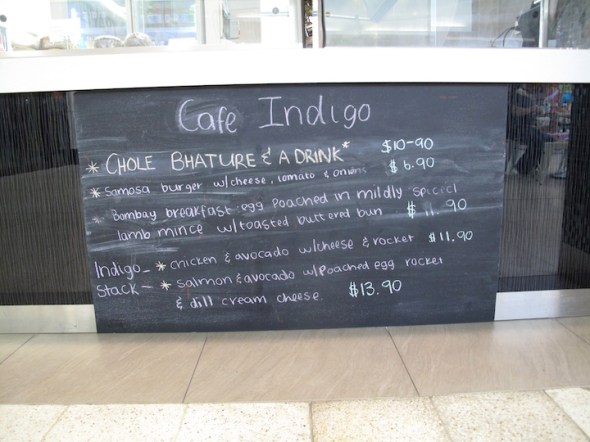 Cafe Indigo
* CHOLE BHATURE & A DRINK* $10-90
* Samosa burger w/cheese, tomato & onions $6.90
* Bombay breakfast: egg poached in mildly spiced
lamb mince w/toasted buttered bun $11.90
Indigo - * chicken & avocado w/cheese & rocket $11.90
Stack - * salmon & avocado w/poached egg rocket
& dill cream cheese $13.90